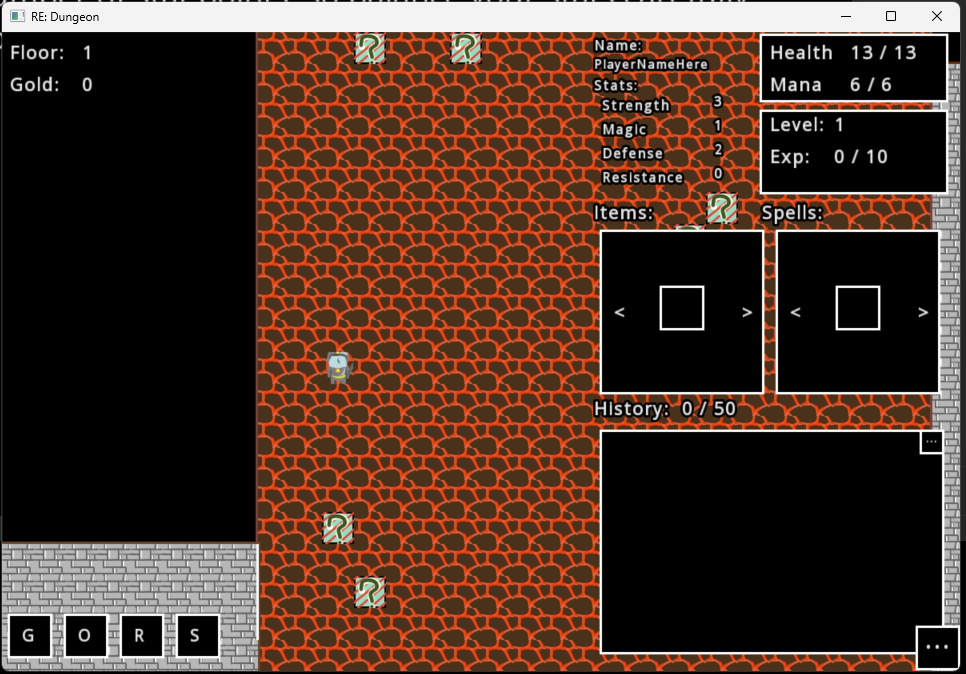 RE: Dungeon
Floor: 1
Gold: 0
Name:
PlayerNameHere
Stats:
Strength 3
Magic 1
Defense 2
Resistance 0
Health 13 / 13
Mana 6 / 6
Level: 1
Exp: 0 / 10
Items:
Spells:
< >
< >
History: 0 / 50
...
G O R S
...